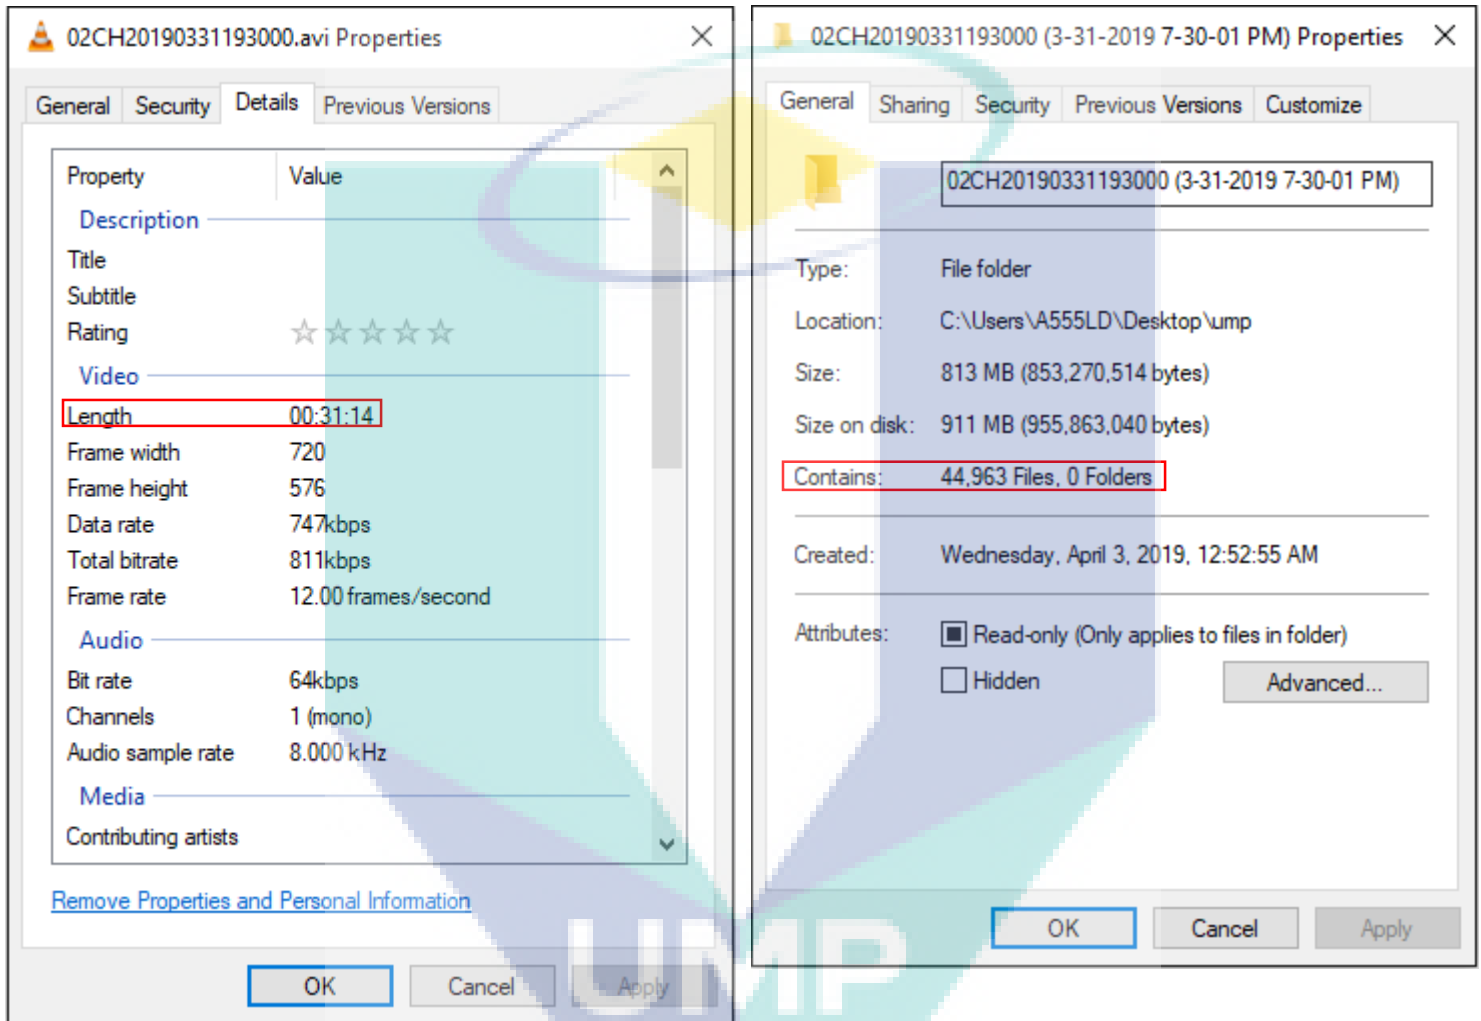 02CH20190331193000.avi Properties
General Security Details Previous Versions
Property Value
Description
Title
Subtitle
Rating
Video
Length 00:31:14
Frame width 720
Frame height 576
Data rate 747kbps
Total bitrate 811kbps
Frame rate 12.00 frames/second
Audio
Bit rate 64kbps
Channels 1 (mono)
Audio sample rate 8.000 kHz
Media
Contributing artists
Remove Properties and Personal Information
OK Cancel Apply
02CH20190331193000 (3-31-2019 7-30-01 PM) Properties
General Sharing Security Previous Versions Customize
02CH20190331193000 (3-31-2019 7-30-01 PM)
Type: File folder
Location: C:\Users\A555LD\Desktop\ump
Size: 813 MB (853,270,514 bytes)
Size on disk: 911 MB (955,863,040 bytes)
Contains: 44,963 Files, 0 Folders
Created: Wednesday, April 3, 2019, 12:52:55 AM
Attributes: Read-only (Only applies to files in folder)
Hidden
Advanced...
OK Cancel Apply
UMP